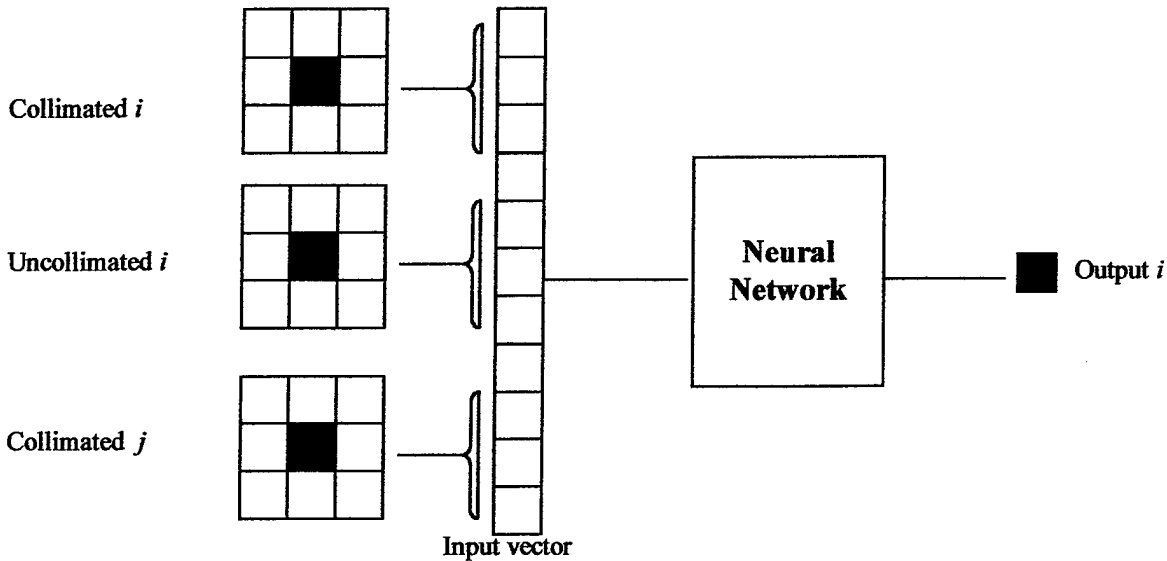 Collimated i
Uncollimated i
Collimated j
Input vector
Neural
Network
Output i